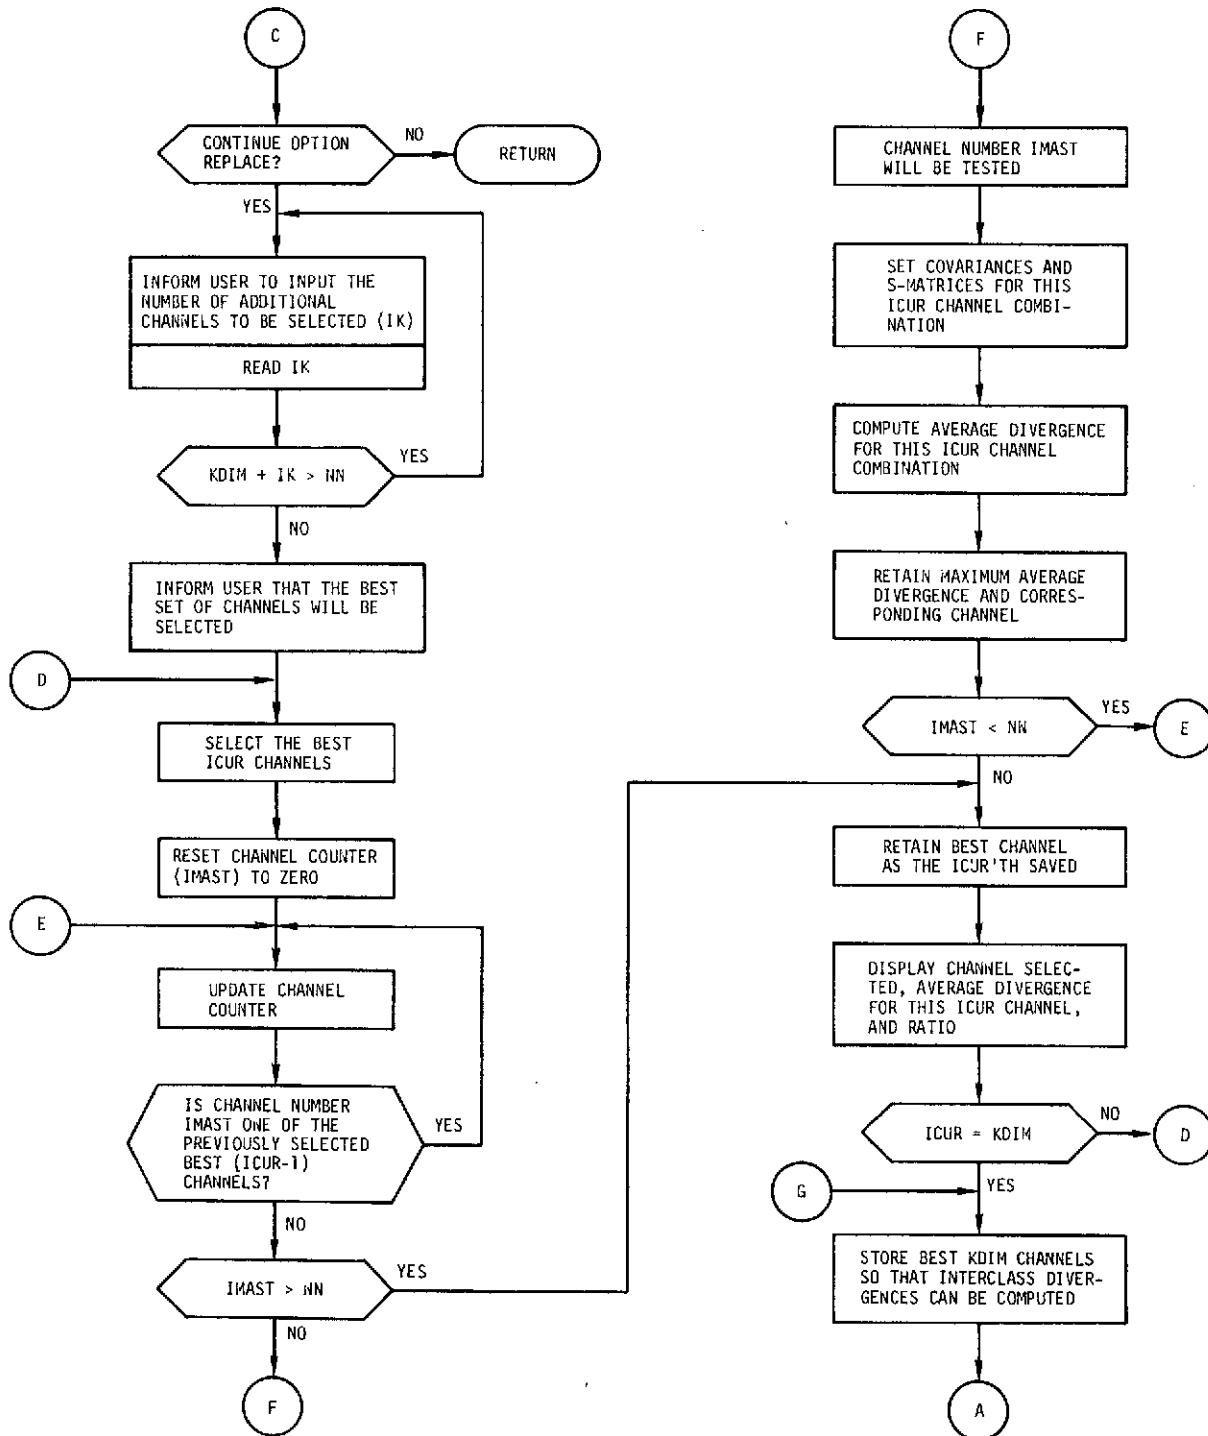 C
CONTINUE OPTION
REPLACE?
NO
RETURN
YES
INFORM USER TO INPUT THE
NUMBER OF ADDITIONAL
CHANNELS TO BE SELECTED (IK)
READ IK
KDIM + IK > NN
YES
NO
INFORM USER THAT THE BEST
SET OF CHANNELS WILL BE
SELECTED
D
SELECT THE BEST
ICUR CHANNELS
RESET CHANNEL COUNTER
(IMAST) TO ZERO
E
UPDATE CHANNEL
COUNTER
IS CHANNEL NUMBER
IMAST ONE OF THE
PREVIOUSLY SELECTED
BEST (ICUR-1)
CHANNELS?
YES
NO
IMAST > NN
YES
NO
F
F
CHANNEL NUMBER IMAST
WILL BE TESTED
SET COVARIANCES AND
S-MATRICES FOR THIS
ICUR CHANNEL COMBI-
NATION
COMPUTE AVERAGE DIVERGENCE
FOR THIS ICUR CHANNEL
COMBINATION
RETAIN MAXIMUM AVERAGE
DIVERGENCE AND CORRES-
PONDING CHANNEL
IMAST < NN
YES
E
NO
RETAIN BEST CHANNEL
AS THE ICUR'TH SAVED
DISPLAY CHANNEL SELEC-
TED, AVERAGE DIVERGENCE
FOR THIS ICUR CHANNEL,
AND RATIO
ICUR = KDIM
NO
D
G
YES
STORE BEST KDIM CHANNELS
SO THAT INTERCLASS DIVER-
GENCES CAN BE COMPUTED
A